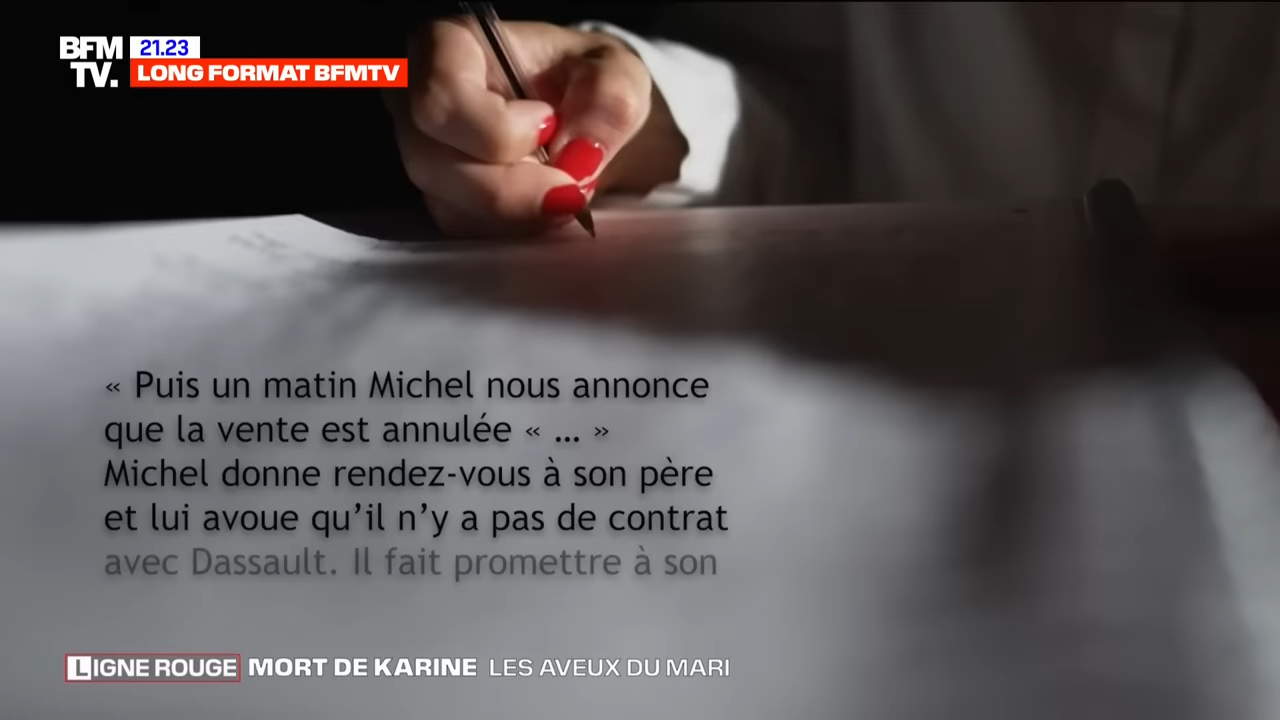 BFM
TV.
21.23
LONG FORMAT BFMTV
« Puis un matin Michel nous annonce
que la vente est annulée « ... »
Michel donne rendez-vous à son père
et lui avoue qu’il n’y a pas de contrat
avec Dassault. Il fait promettre à son
LIGNE ROUGE MORT DE KARINE LES AVEUX DU MARI